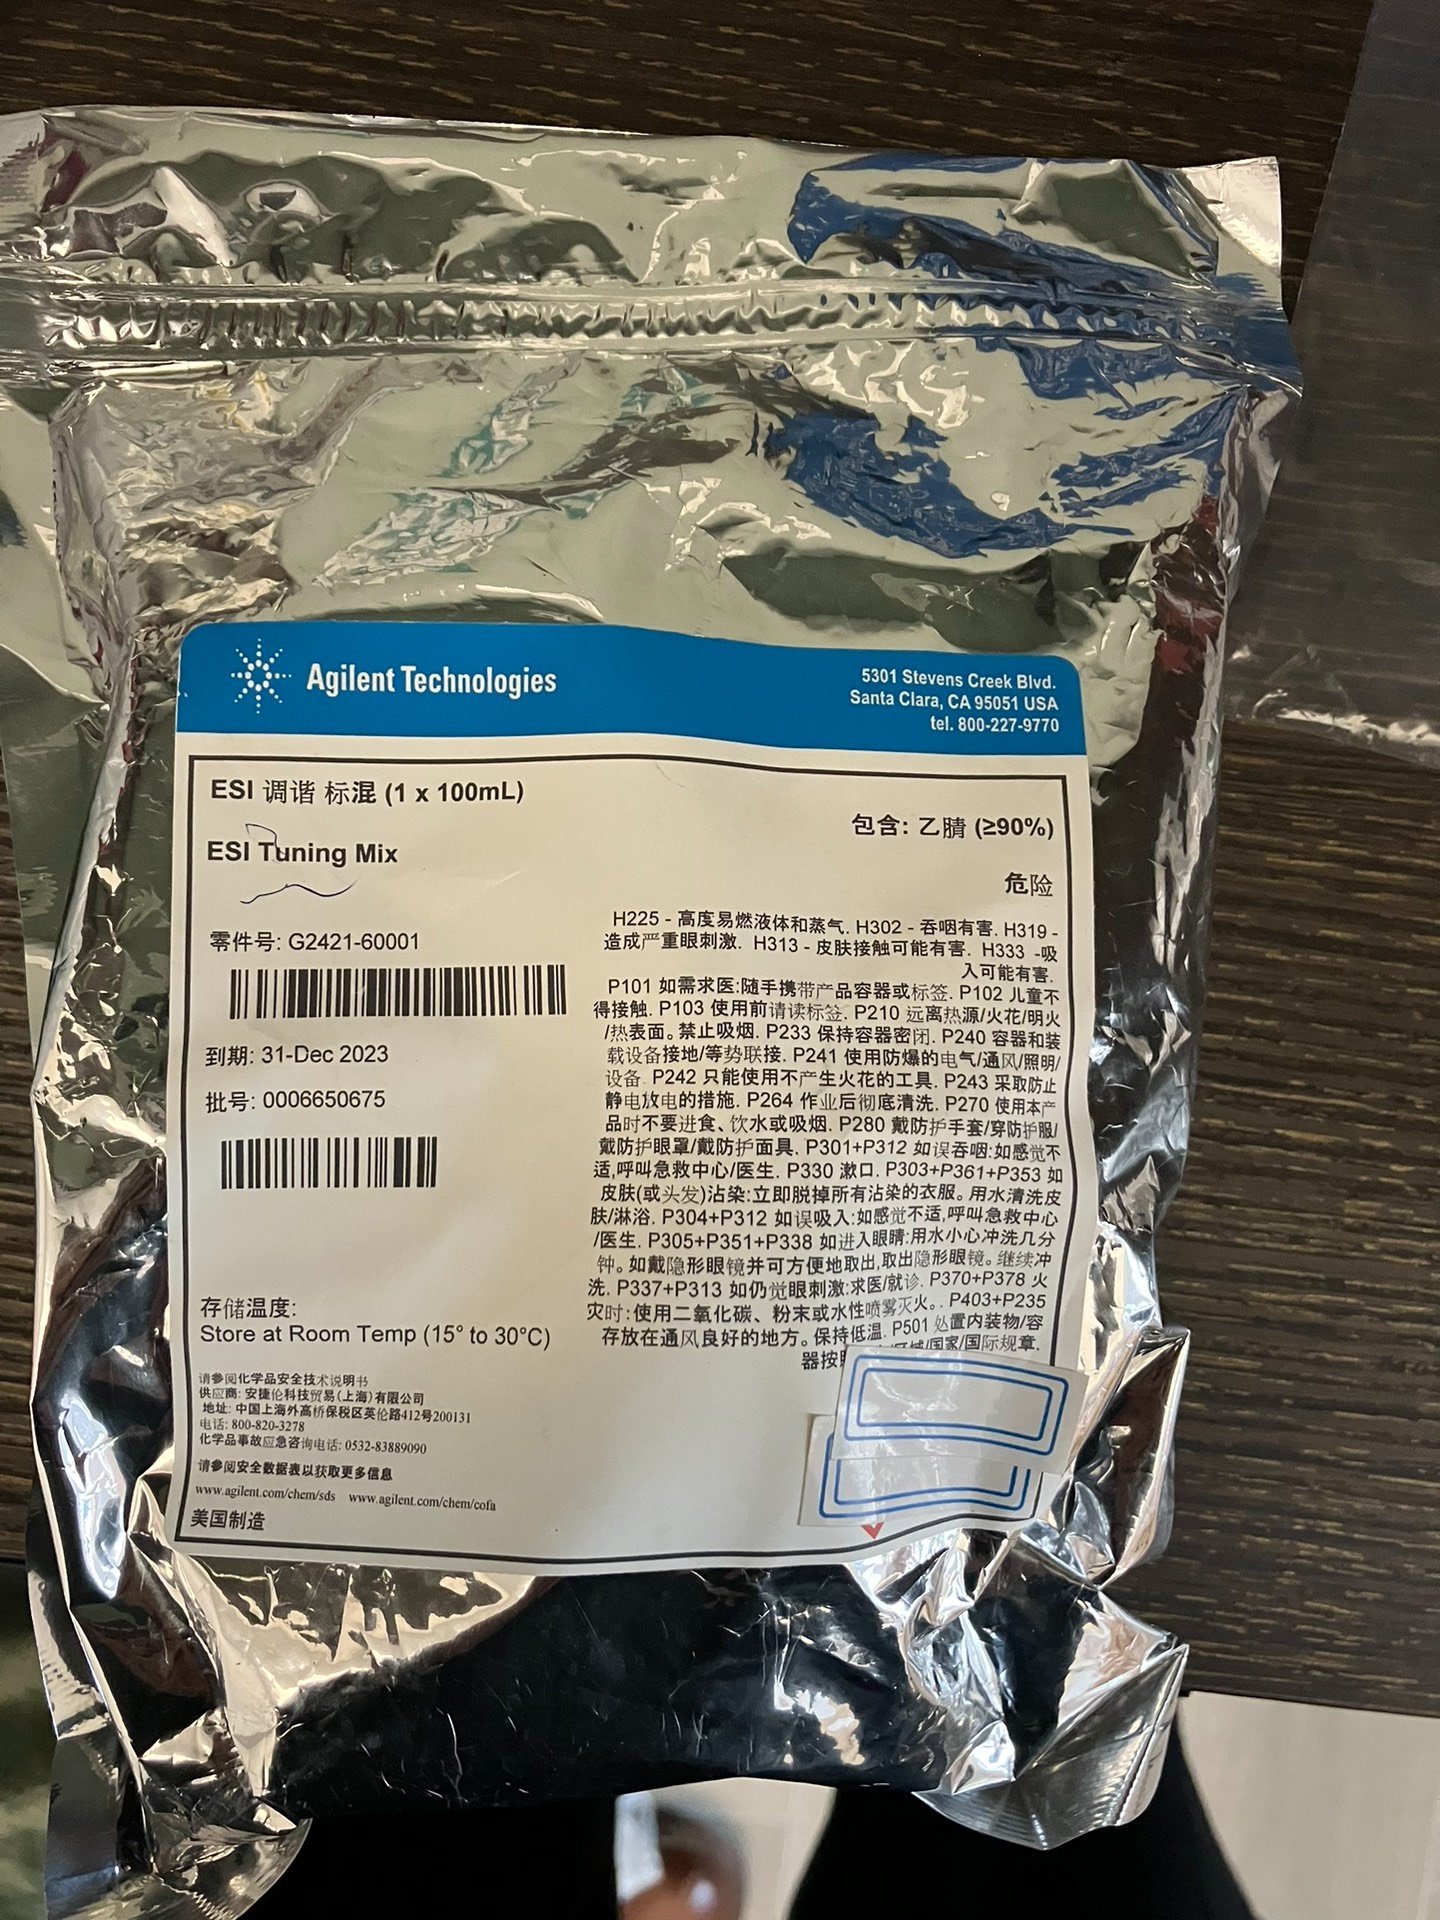 Agilent Technologies
5301 Stevens Creek Blvd.
Santa Clara, CA 95051 USA
tel. 800-227-9770
ESI 调谐 标混 (1 x 100mL)
ESI Tuning Mix
包含: 乙腈 (≥90%)
危险
零件号: G2421-60001
到期: 31-Dec 2023
批号: 0006650675
H225 - 高度易燃液体和蒸气. H302 - 吞咽有害. H319 -
造成严重眼刺激. H313 - 皮肤接触可能有害. H333 -吸
入可能有害.
P101 如需求医:随手携带产品容器或标签. P102 儿童不
得接触. P103 使用前请读标签. P210 远离热源/火花/明火
/热表面。禁止吸烟. P233 保持容器密闭. P240 容器和装
载设备接地/等势联接. P241 使用防爆的电气/通风/照明/
设备. P242 只能使用不产生火花的工具. P243 采取防止
静电放电的措施. P264 作业后彻底清洗. P270 使用本产
品时不要进食、饮水或吸烟. P280 戴防护手套/穿防护服/
戴防护眼罩/戴防护面具. P301+P312 如误吞咽:如感觉不
适,呼叫急救中心/医生. P330 漱口. P303+P361+P353 如
皮肤(或头发)沾染:立即脱掉所有沾染的衣服。用水清洗皮
肤/淋浴. P304+P312 如误吸入:如感觉不适,呼叫急救中心
/医生. P305+P351+P338 如进入眼睛:用水小心冲洗几分
钟。如戴隐形眼镜并可方便地取出,取出隐形眼镜。继续冲
洗. P337+P313 如仍觉眼刺激:求医/就诊. P370+P378 火
灾时:使用二氧化碳、粉末或水性喷雾灭火。. P403+P235
存放在通风良好的地方。保持低温. P501 处置内装物/容
器按 /国家/国际规章.
存储温度:
Store at Room Temp (15° to 30°C)
请参阅化学品安全技术说明书
供应商: 安捷伦科技贸易(上海)有限公司
地址: 中国上海外高桥保税区英伦路412号200131
电话: 800-820-3278
化学品事故应急咨询电话: 0532-83889090
请参阅安全数据表以获取更多信息
www.agilent.com/chem/sds www.agilent.com/chem/cofa
美国制造